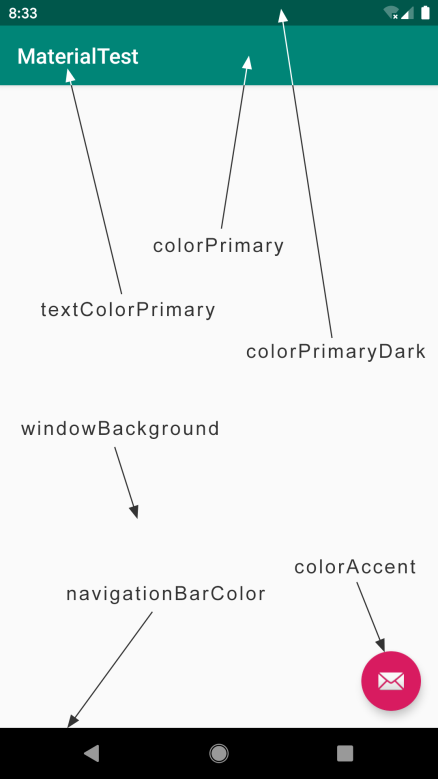 8:33
MaterialTest
colorPrimary
textColorPrimary
colorPrimaryDark
windowBackground
colorAccent
navigationBarColor